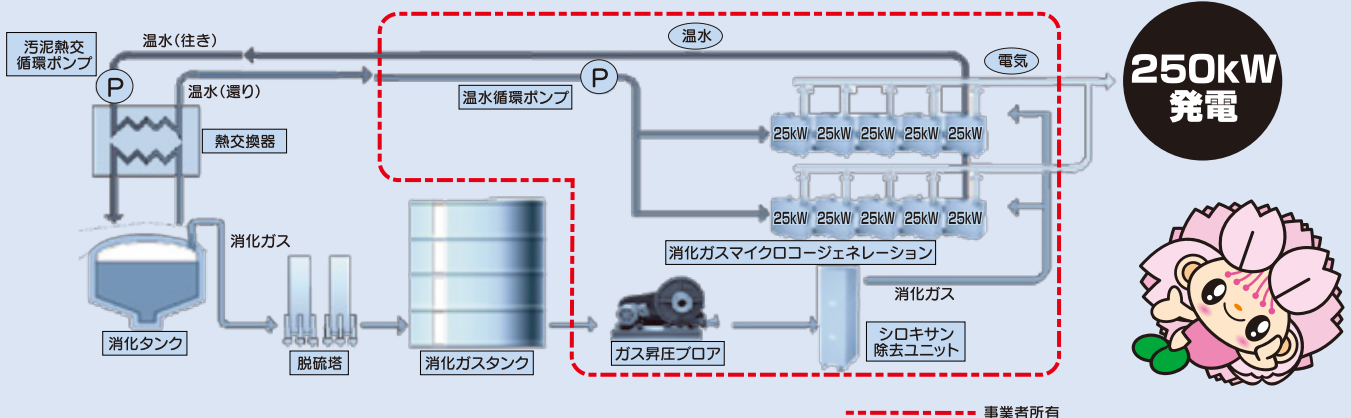 汚泥熱交
循環ポンプ
温水(往き)
P
温水(還り)
熱交換器
温水
電気
P
温水循環ポンプ
25kW 25kW 25kW 25kW 25kW
25kW 25kW 25kW 25kW 25kW
消化ガスマイクロコージェネレーション
250kW
発電
消化ガス
消化タンク
脱硫塔
消化ガスタンク
ガス昇圧ブロア
消化ガス
シロキサン
除去ユニット
事業者所有